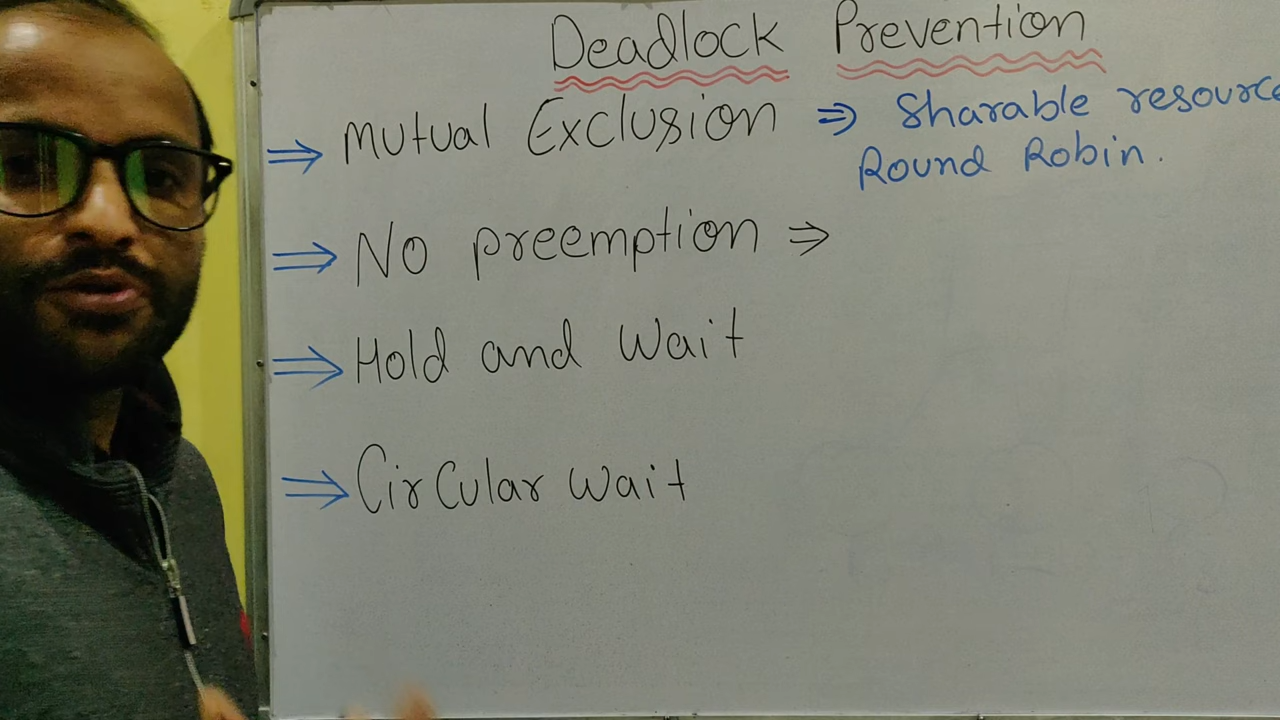 Deadlock Prevention
⇒ Mutual Exclusion ⇒ Sharable resource
Round Robin.
⇒ No preemption ⇒
⇒ Hold and Wait
⇒ Circular Wait